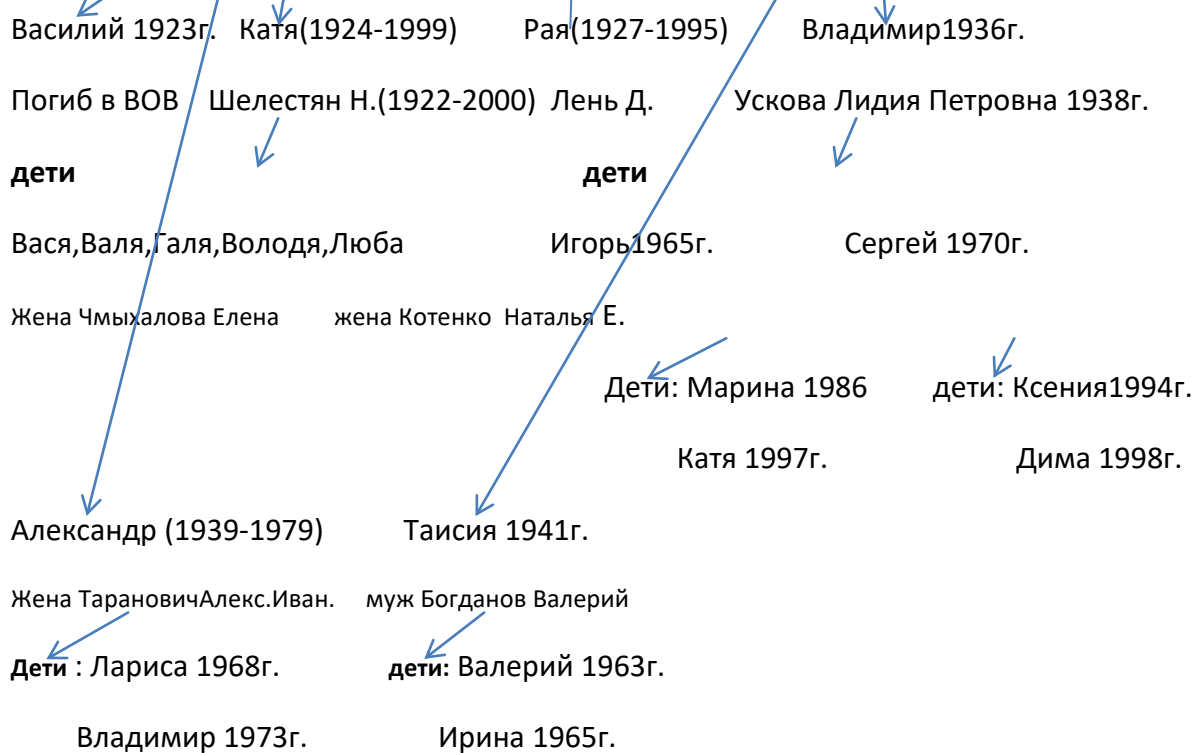 Василий 1923г. Катя(1924-1999) Рая(1927-1995) Владимир1936г.
Погиб в ВОВ Шелестян Н.(1922-2000) Лень Д. Ускова Лидия Петровна 1938г.
дети дети
Вася,Валя,Галя,Володя,Люба Игорь1965г. Сергей 1970г.
Жена Чмыхалова Елена жена Котенко Наталья Е.
Дети: Марина 1986 дети: Ксения1994г.
Катя 1997г. Дима 1998г.
Александр (1939-1979) Таисия 1941г.
Жена ТарановичАлекс.Иван. муж Богданов Валерий
Дети : Лариса 1968г. дети: Валерий 1963г.
Владимир 1973г. Ирина 1965г.